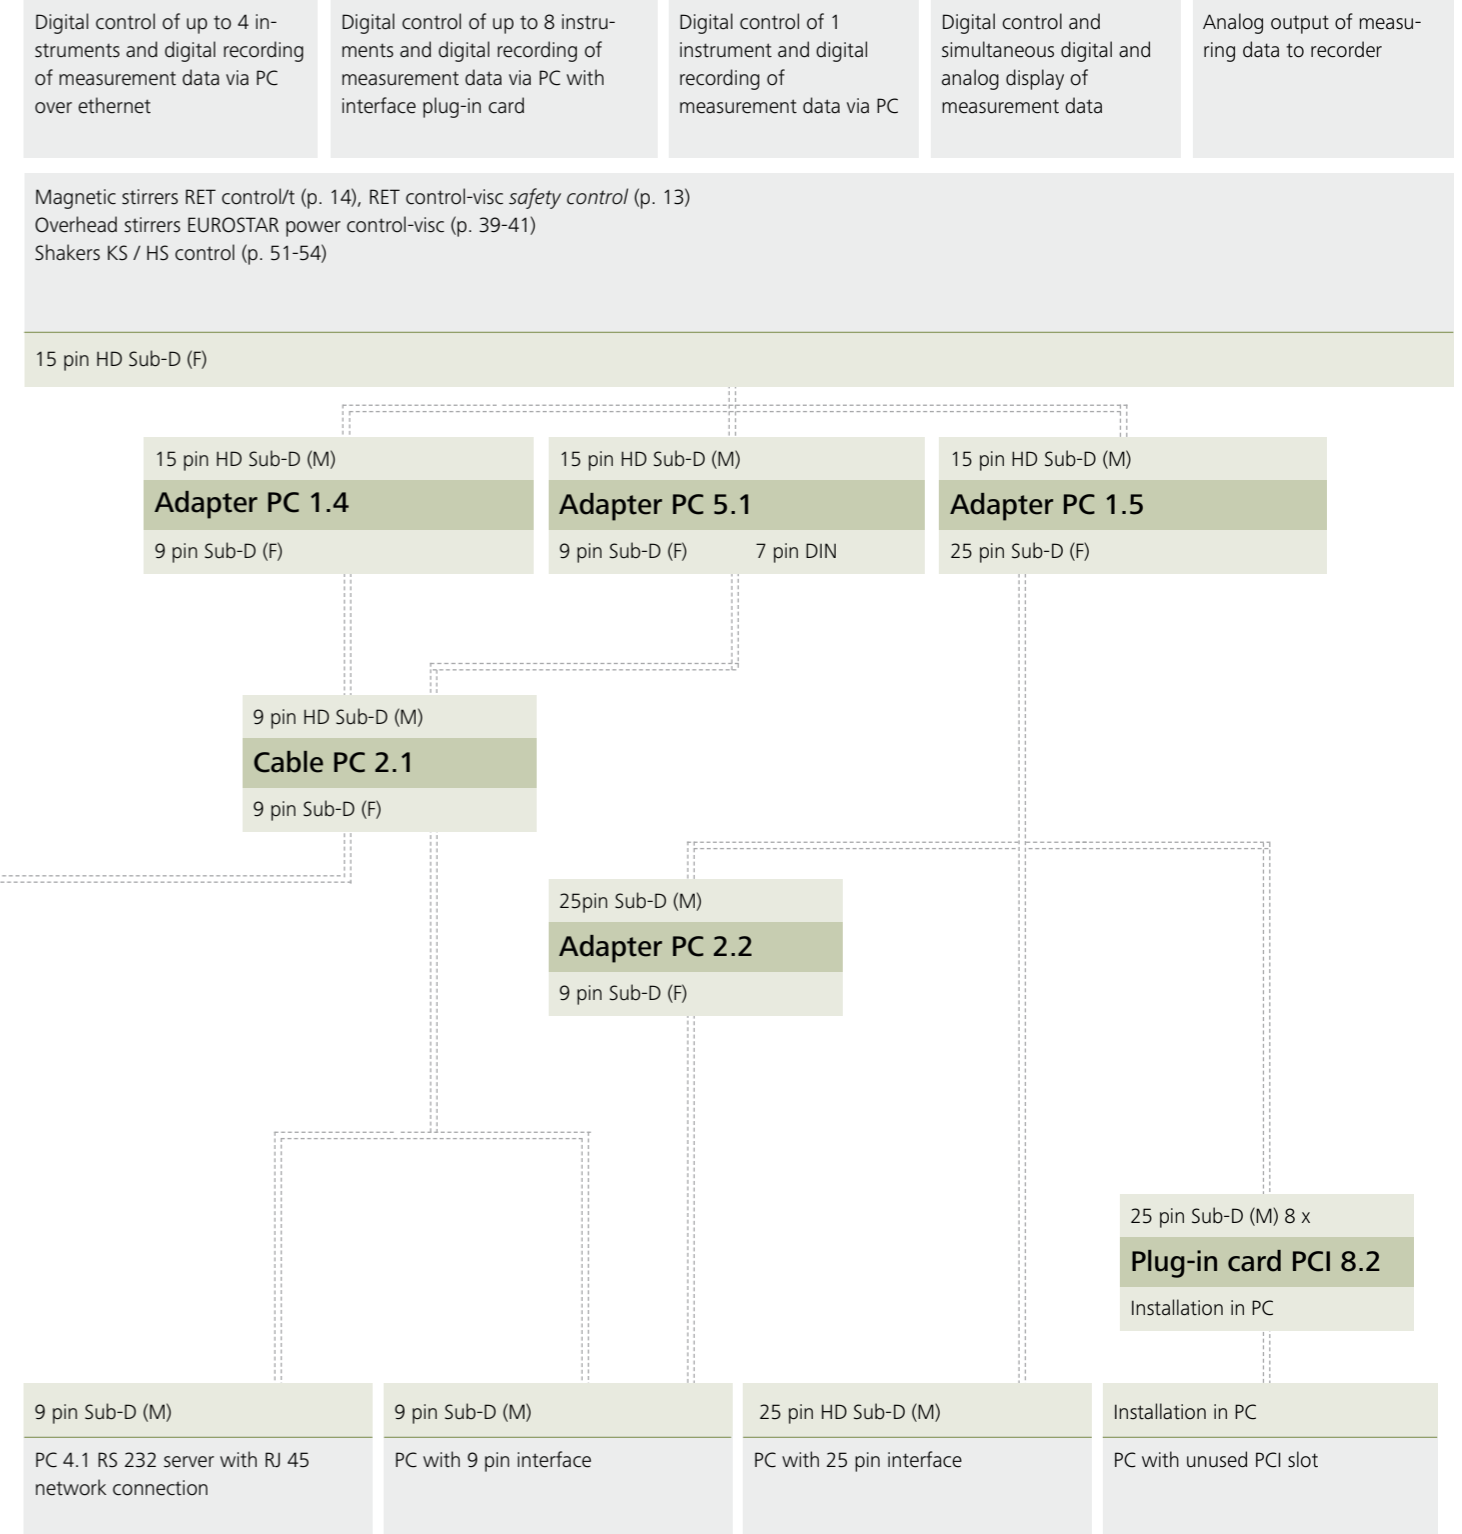 Digital control of up to 4 in-
struments and digital recording
of measurement data via PC
over ethernet
Digital control of up to 8 instru-
ments and digital recording of
measurement data via PC with
interface plug-in card
Digital control of 1
instrument and digital
recording of
measurement data via PC
Digital control and
simultaneous digital and
analog display of
measurement data
Analog output of measu-
ring data to recorder
Magnetic stirrers RET control/t (p. 14), RET control-visc safety control (p. 13)
Overhead stirrers EUROSTAR power control-visc (p. 39-41)
Shakers KS / HS control (p. 51-54)
15 pin HD Sub-D (F)
15 pin HD Sub-D (M)
Adapter PC 1.4
9 pin Sub-D (F)
15 pin HD Sub-D (M)
Adapter PC 5.1
9 pin Sub-D (F) 7 pin DIN
15 pin HD Sub-D (M)
Adapter PC 1.5
25 pin Sub-D (F)
9 pin HD Sub-D (M)
Cable PC 2.1
9 pin Sub-D (F)
25pin Sub-D (M)
Adapter PC 2.2
9 pin Sub-D (F)
25 pin Sub-D (M) 8 x
Plug-in card PCI 8.2
Installation in PC
9 pin Sub-D (M)
PC 4.1 RS 232 server with RJ 45
network connection
9 pin Sub-D (M)
PC with 9 pin interface
25 pin HD Sub-D (M)
PC with 25 pin interface
Installation in PC
PC with unused PCI slot